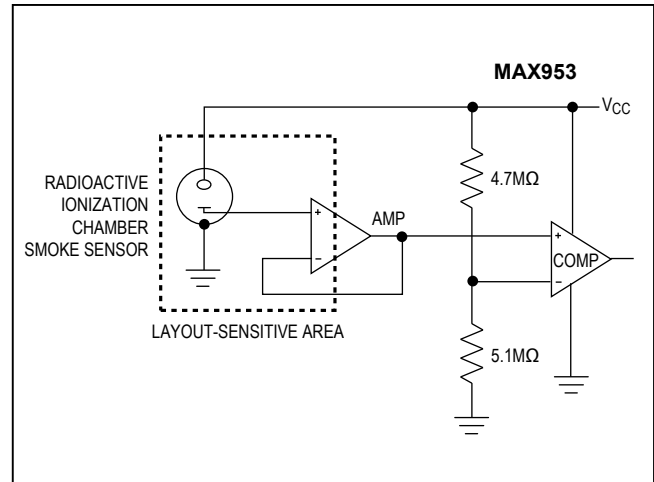 MAX953
VCC
RADIOACTIVE
IONIZATION
CHAMBER
SMOKE SENSOR
4.7MΩ
+
AMP
−
+
COMP
−
LAYOUT-SENSITIVE AREA
5.1MΩ